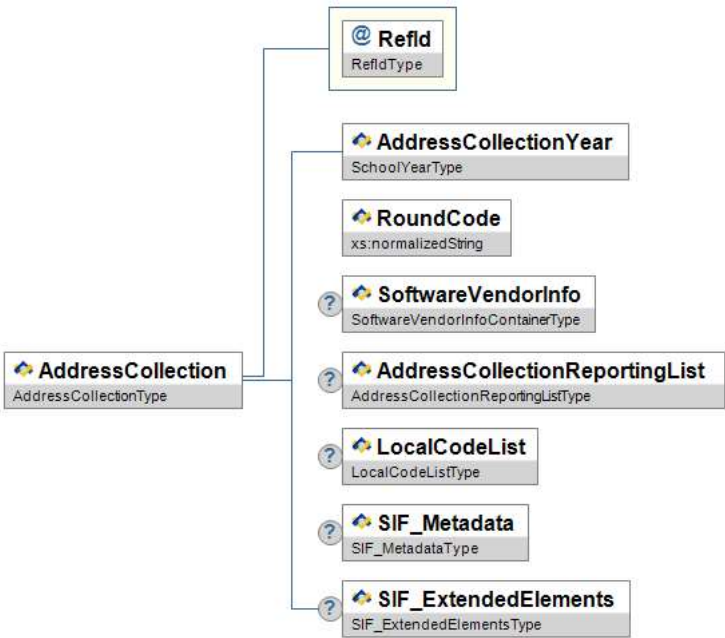 @ RefId
RefIdType
AddressCollectionYear
SchoolYearType
RoundCode
xs:normalizedString
? SoftwareVendorInfo
SoftwareVendorInfoContainerType
AddressCollection
AddressCollectionType
? AddressCollectionReportingList
AddressCollectionReportingListType
? LocalCodeList
LocalCodeListType
? SIF_Metadata
SIF_MetadataType
? SIF_ExtendedElements
SIF_ExtendedElementsType